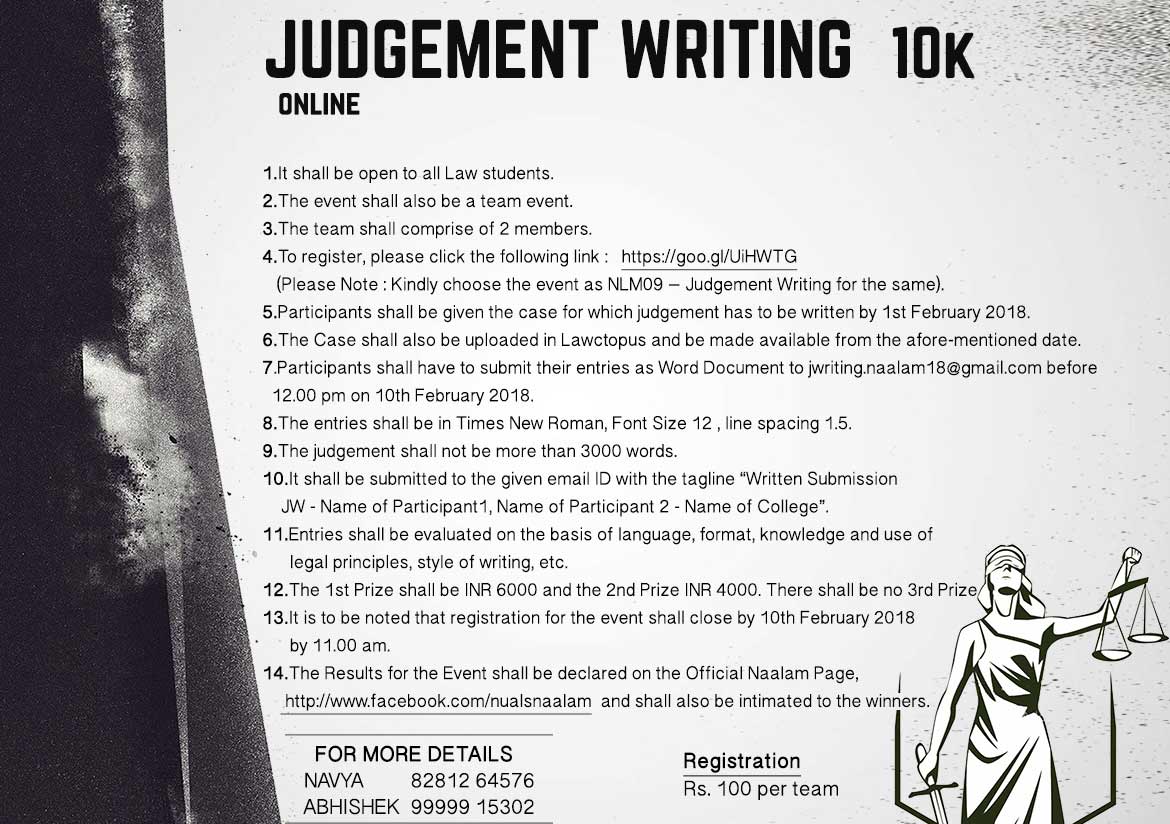 JUDGEMENT WRITING 10K
ONLINE
1.It shall be open to all Law students.
2.The event shall also be a team event.
3.The team shall comprise of 2 members.
4.To register, please click the following link : https://goo.gl/UiHWTG
(Please Note : Kindly choose the event as NLM09 – Judgement Writing for the same).
5.Participants shall be given the case for which judgement has to be written by 1st February 2018.
6.The Case shall also be uploaded in Lawctopus and be made available from the afore-mentioned date.
7.Participants shall have to submit their entries as Word Document to jwriting.naalam18@gmail.com before
12.00 pm on 10th February 2018.
8.The entries shall be in Times New Roman, Font Size 12 , line spacing 1.5.
9.The judgement shall not be more than 3000 words.
10.It shall be submitted to the given email ID with the tagline “Written Submission
JW - Name of Participant1, Name of Participant 2 - Name of College”.
11.Entries shall be evaluated on the basis of language, format, knowledge and use of
legal principles, style of writing, etc.
12.The 1st Prize shall be INR 6000 and the 2nd Prize INR 4000. There shall be no 3rd Prize
13.It is to be noted that registration for the event shall close by 10th February 2018
by 11.00 am.
14.The Results for the Event shall be declared on the Official Naalam Page,
http://www.facebook.com/nualsnaalam and shall also be intimated to the winners.
FOR MORE DETAILS
NAVYA 82812 64576
ABHISHEK 99999 15302
Registration
Rs. 100 per team